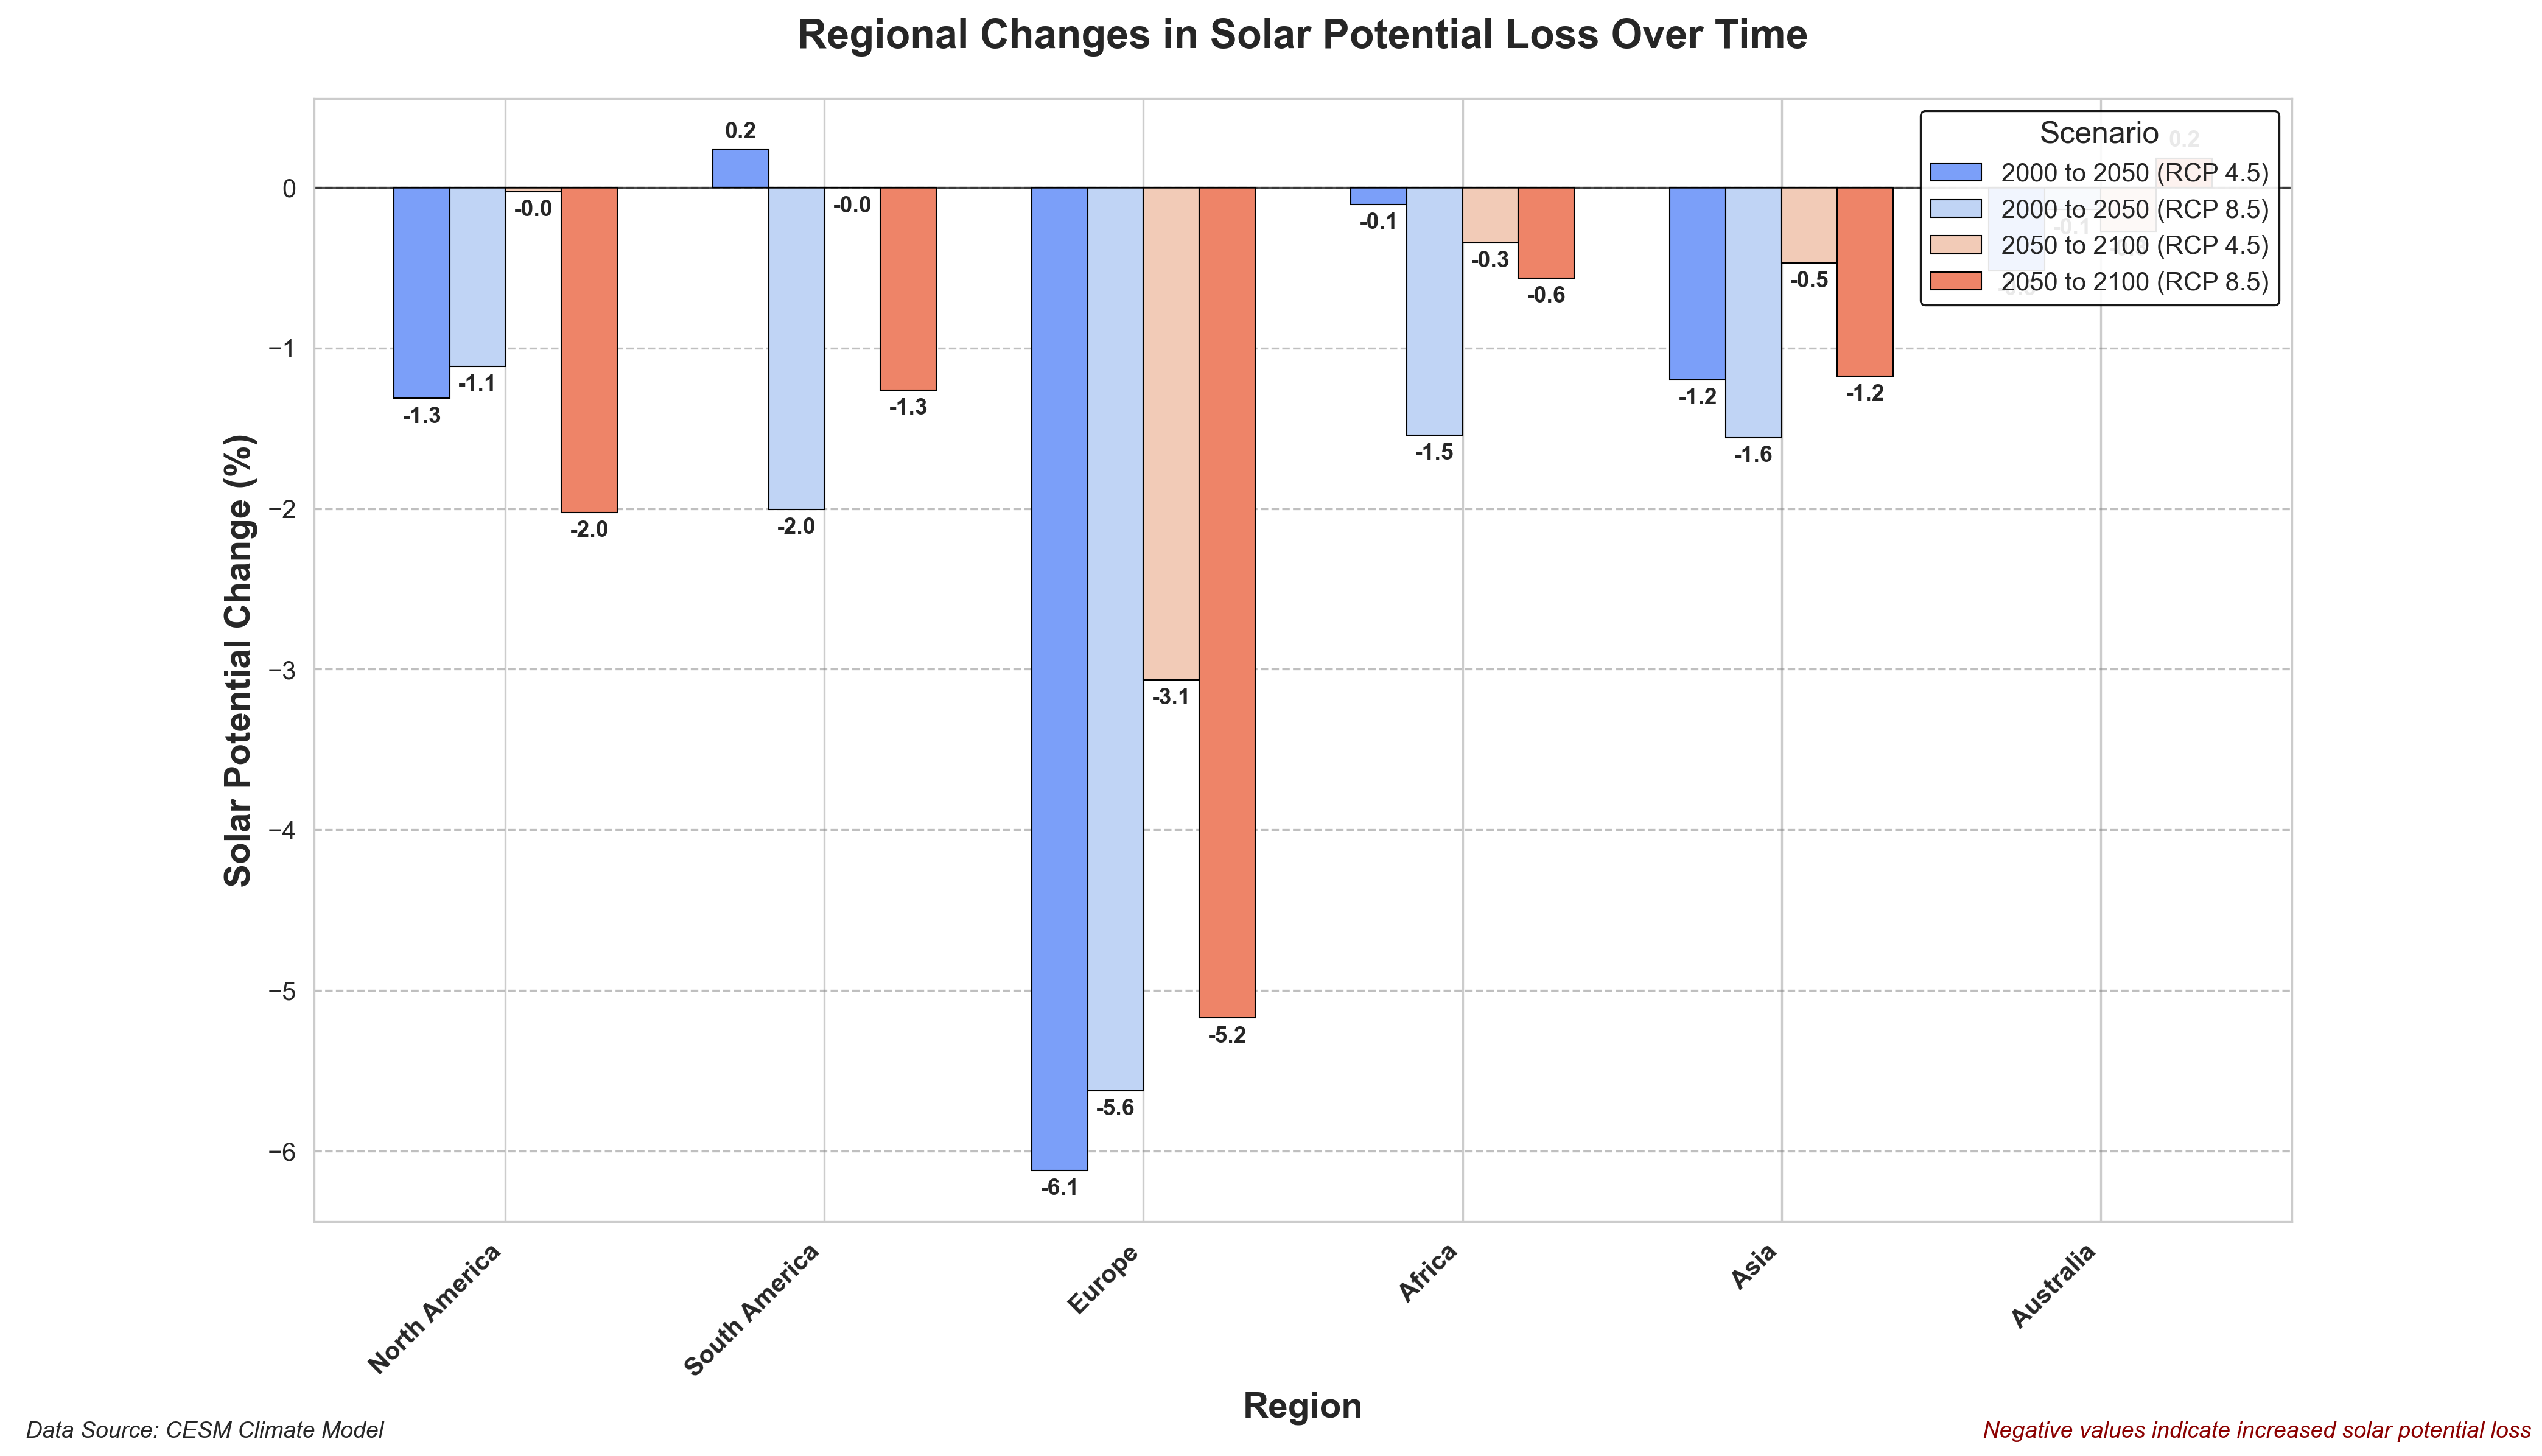 Regional Changes in Solar Potential Loss Over Time
Solar Potential Change (%)
0
−1
−2
−3
−4
−5
−6
-1.3
-1.1
-0.0
-2.0
0.2
-2.0
-0.0
-1.3
-6.1
-5.6
-3.1
-5.2
-0.1
-1.5
-0.3
-0.6
-1.2
-1.6
-0.5
-1.2
-0.1
0.2
Scenario
2000 to 2050 (RCP 4.5)
2000 to 2050 (RCP 8.5)
2050 to 2100 (RCP 4.5)
2050 to 2100 (RCP 8.5)
North America
South America
Europe
Africa
Asia
Australia
Region
Data Source: CESM Climate Model
Negative values indicate increased solar potential loss